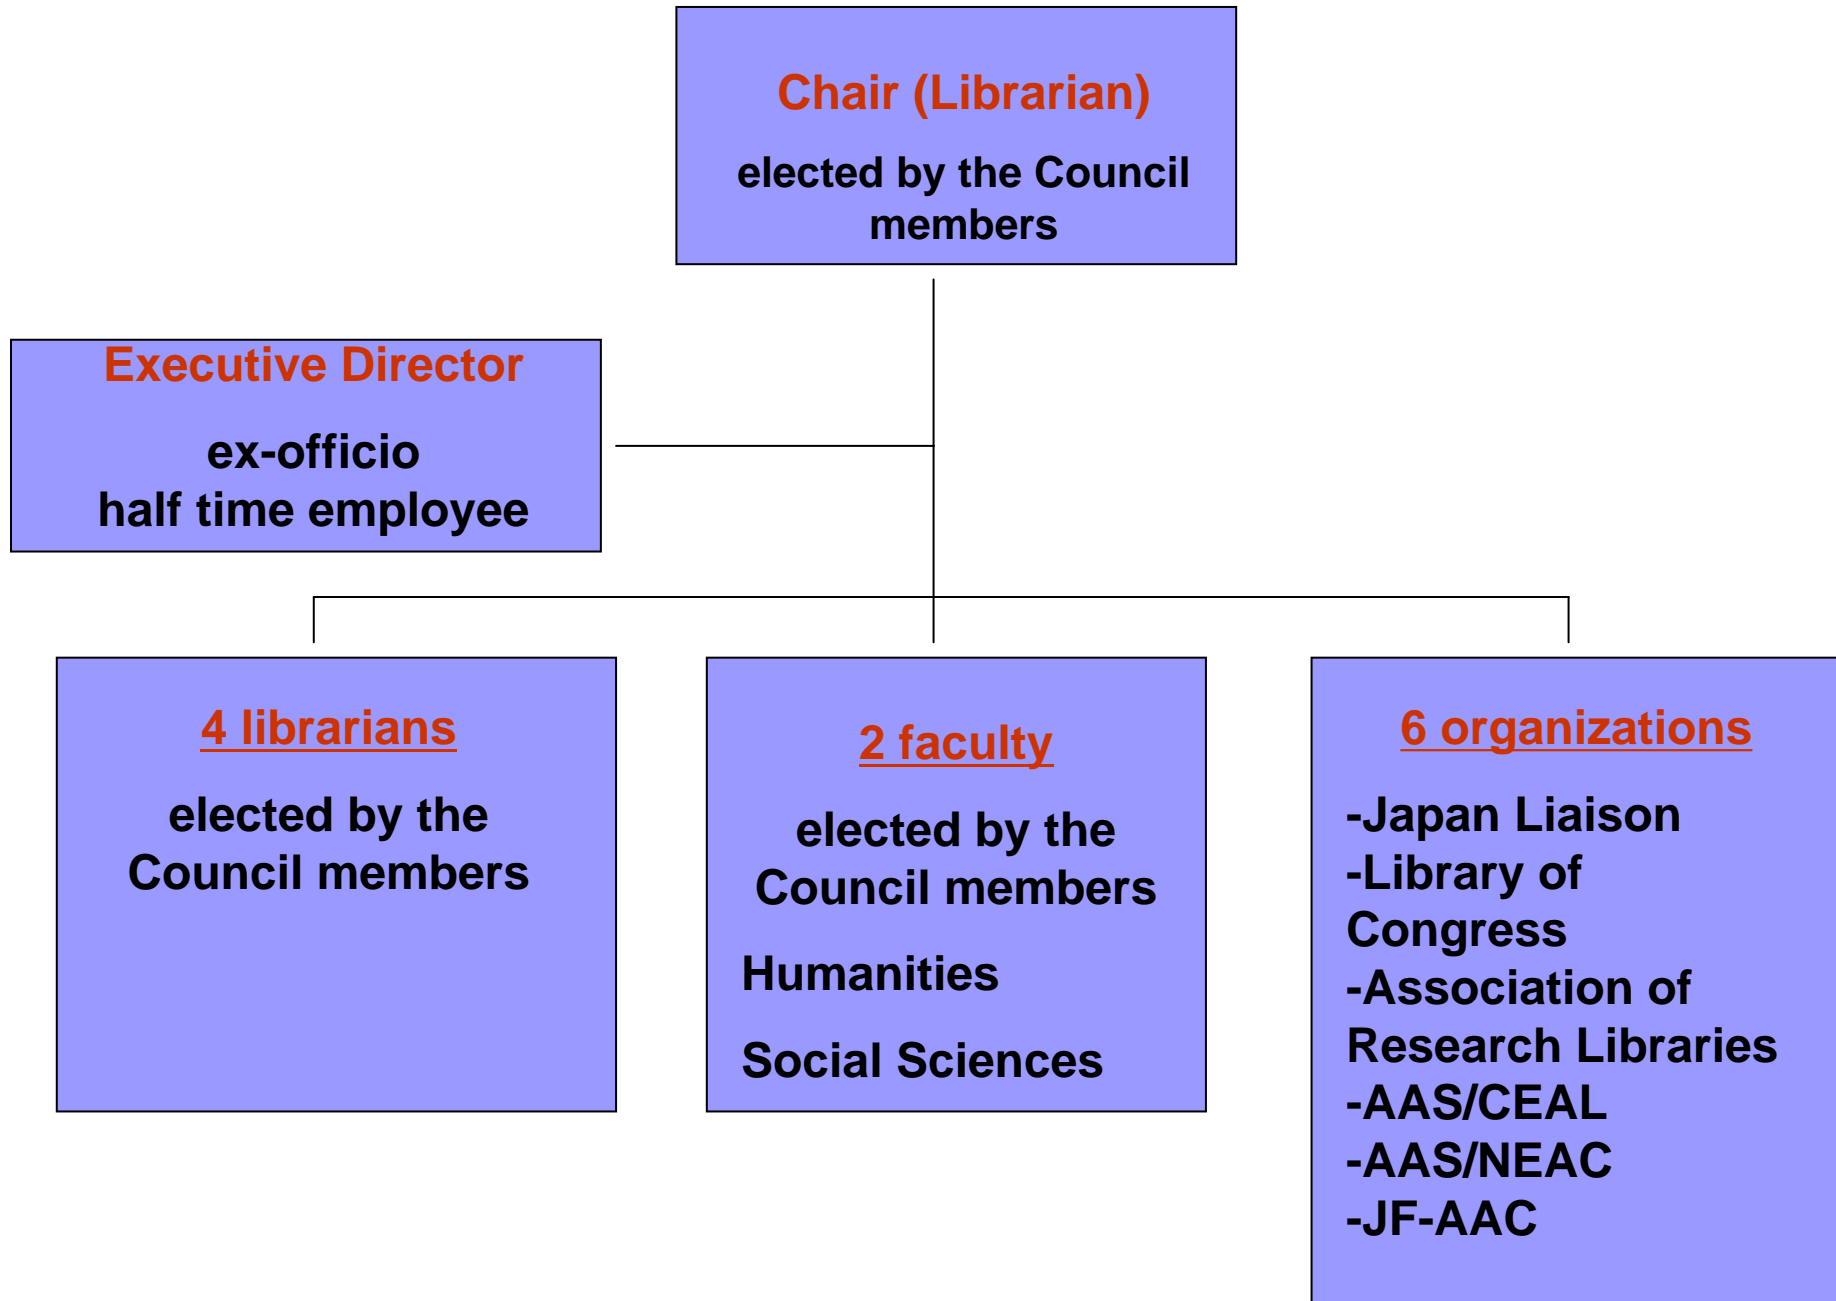 Chair (Librarian)
elected by the Council
members
Executive Director
ex-officio
half time employee
4 librarians
elected by the
Council members
2 faculty
elected by the
Council members
Humanities
Social Sciences
6 organizations
-Japan Liaison
-Library of
Congress
-Association of
Research Libraries
-AAS/CEAL
-AAS/NEAC
-JF-AAC